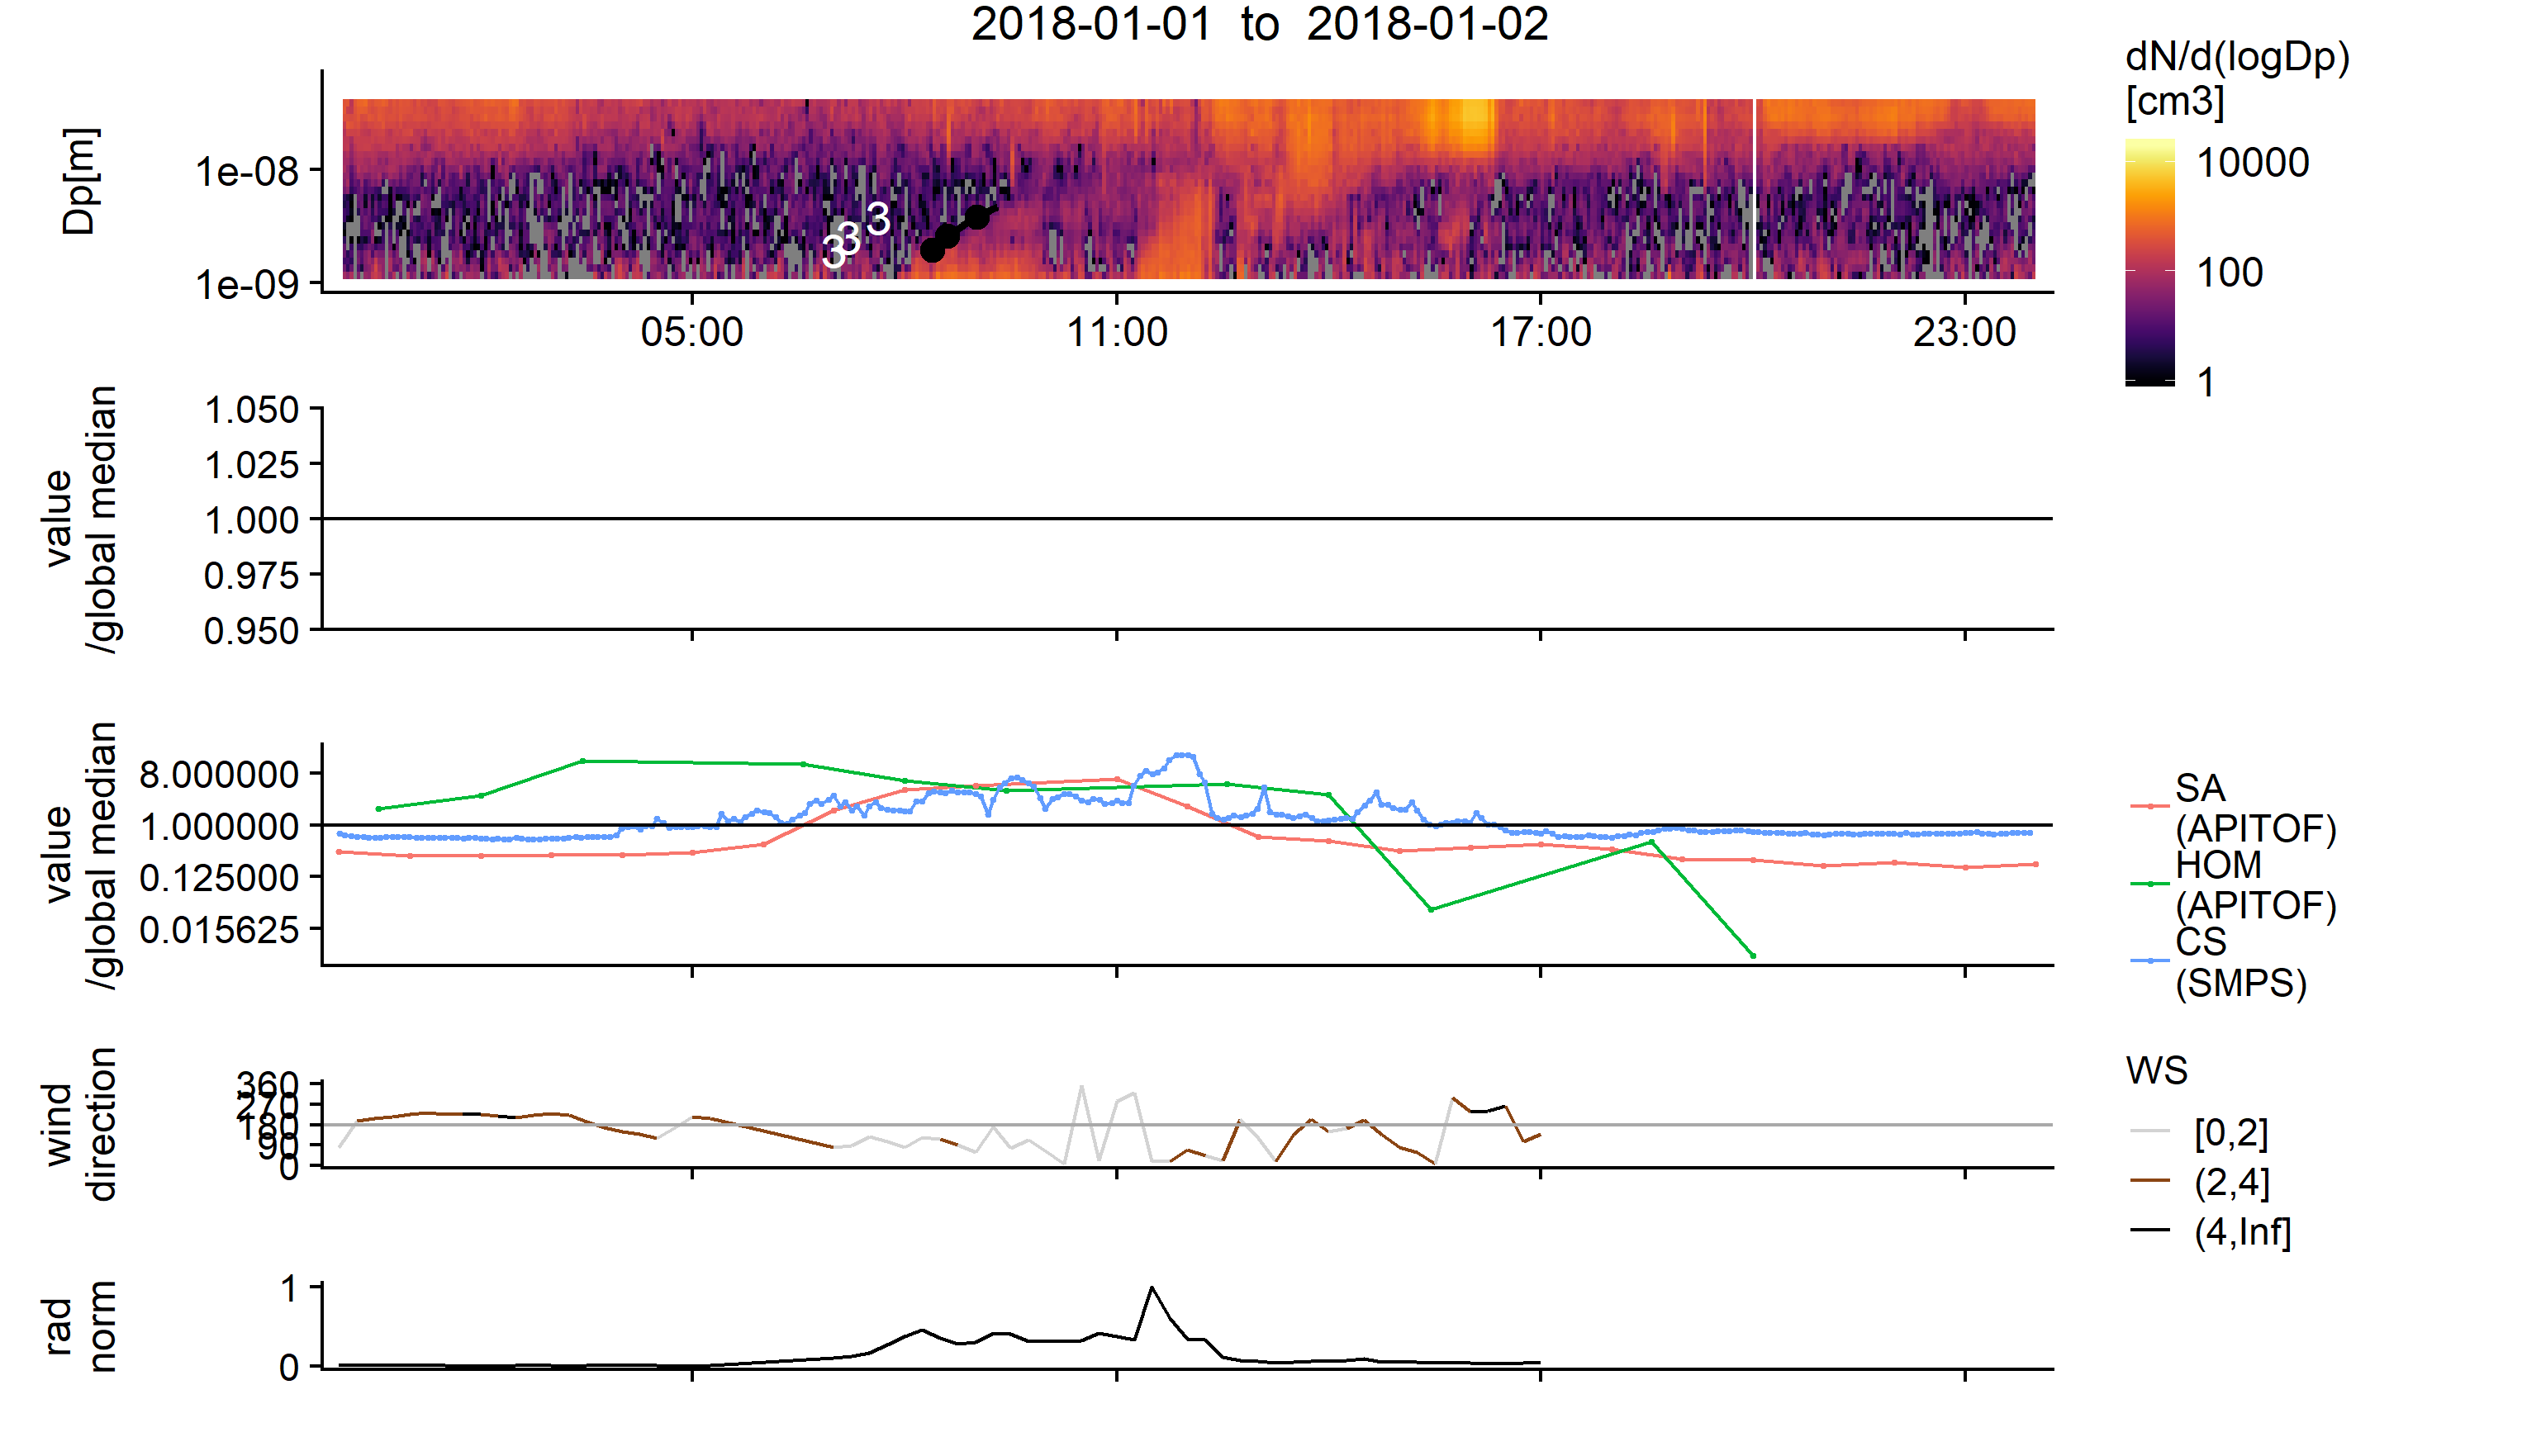 2018-01-01 to 2018-01-02
dN/d(logDp)
[cm3]
10000
100
1
Dp[m]
1e-08
1e-09
3
3
3
05:00
11:00
17:00
23:00
value
/global median
1.050
1.025
1.000
0.975
0.950
value
/global median
8.000000
1.000000
0.125000
0.015625
SA
(APITOF)
HOM
(APITOF)
CS
(SMPS)
wind
direction
360
270
180
90
0
WS
[0,2]
(2,4]
(4,Inf]
rad
norm
1
0